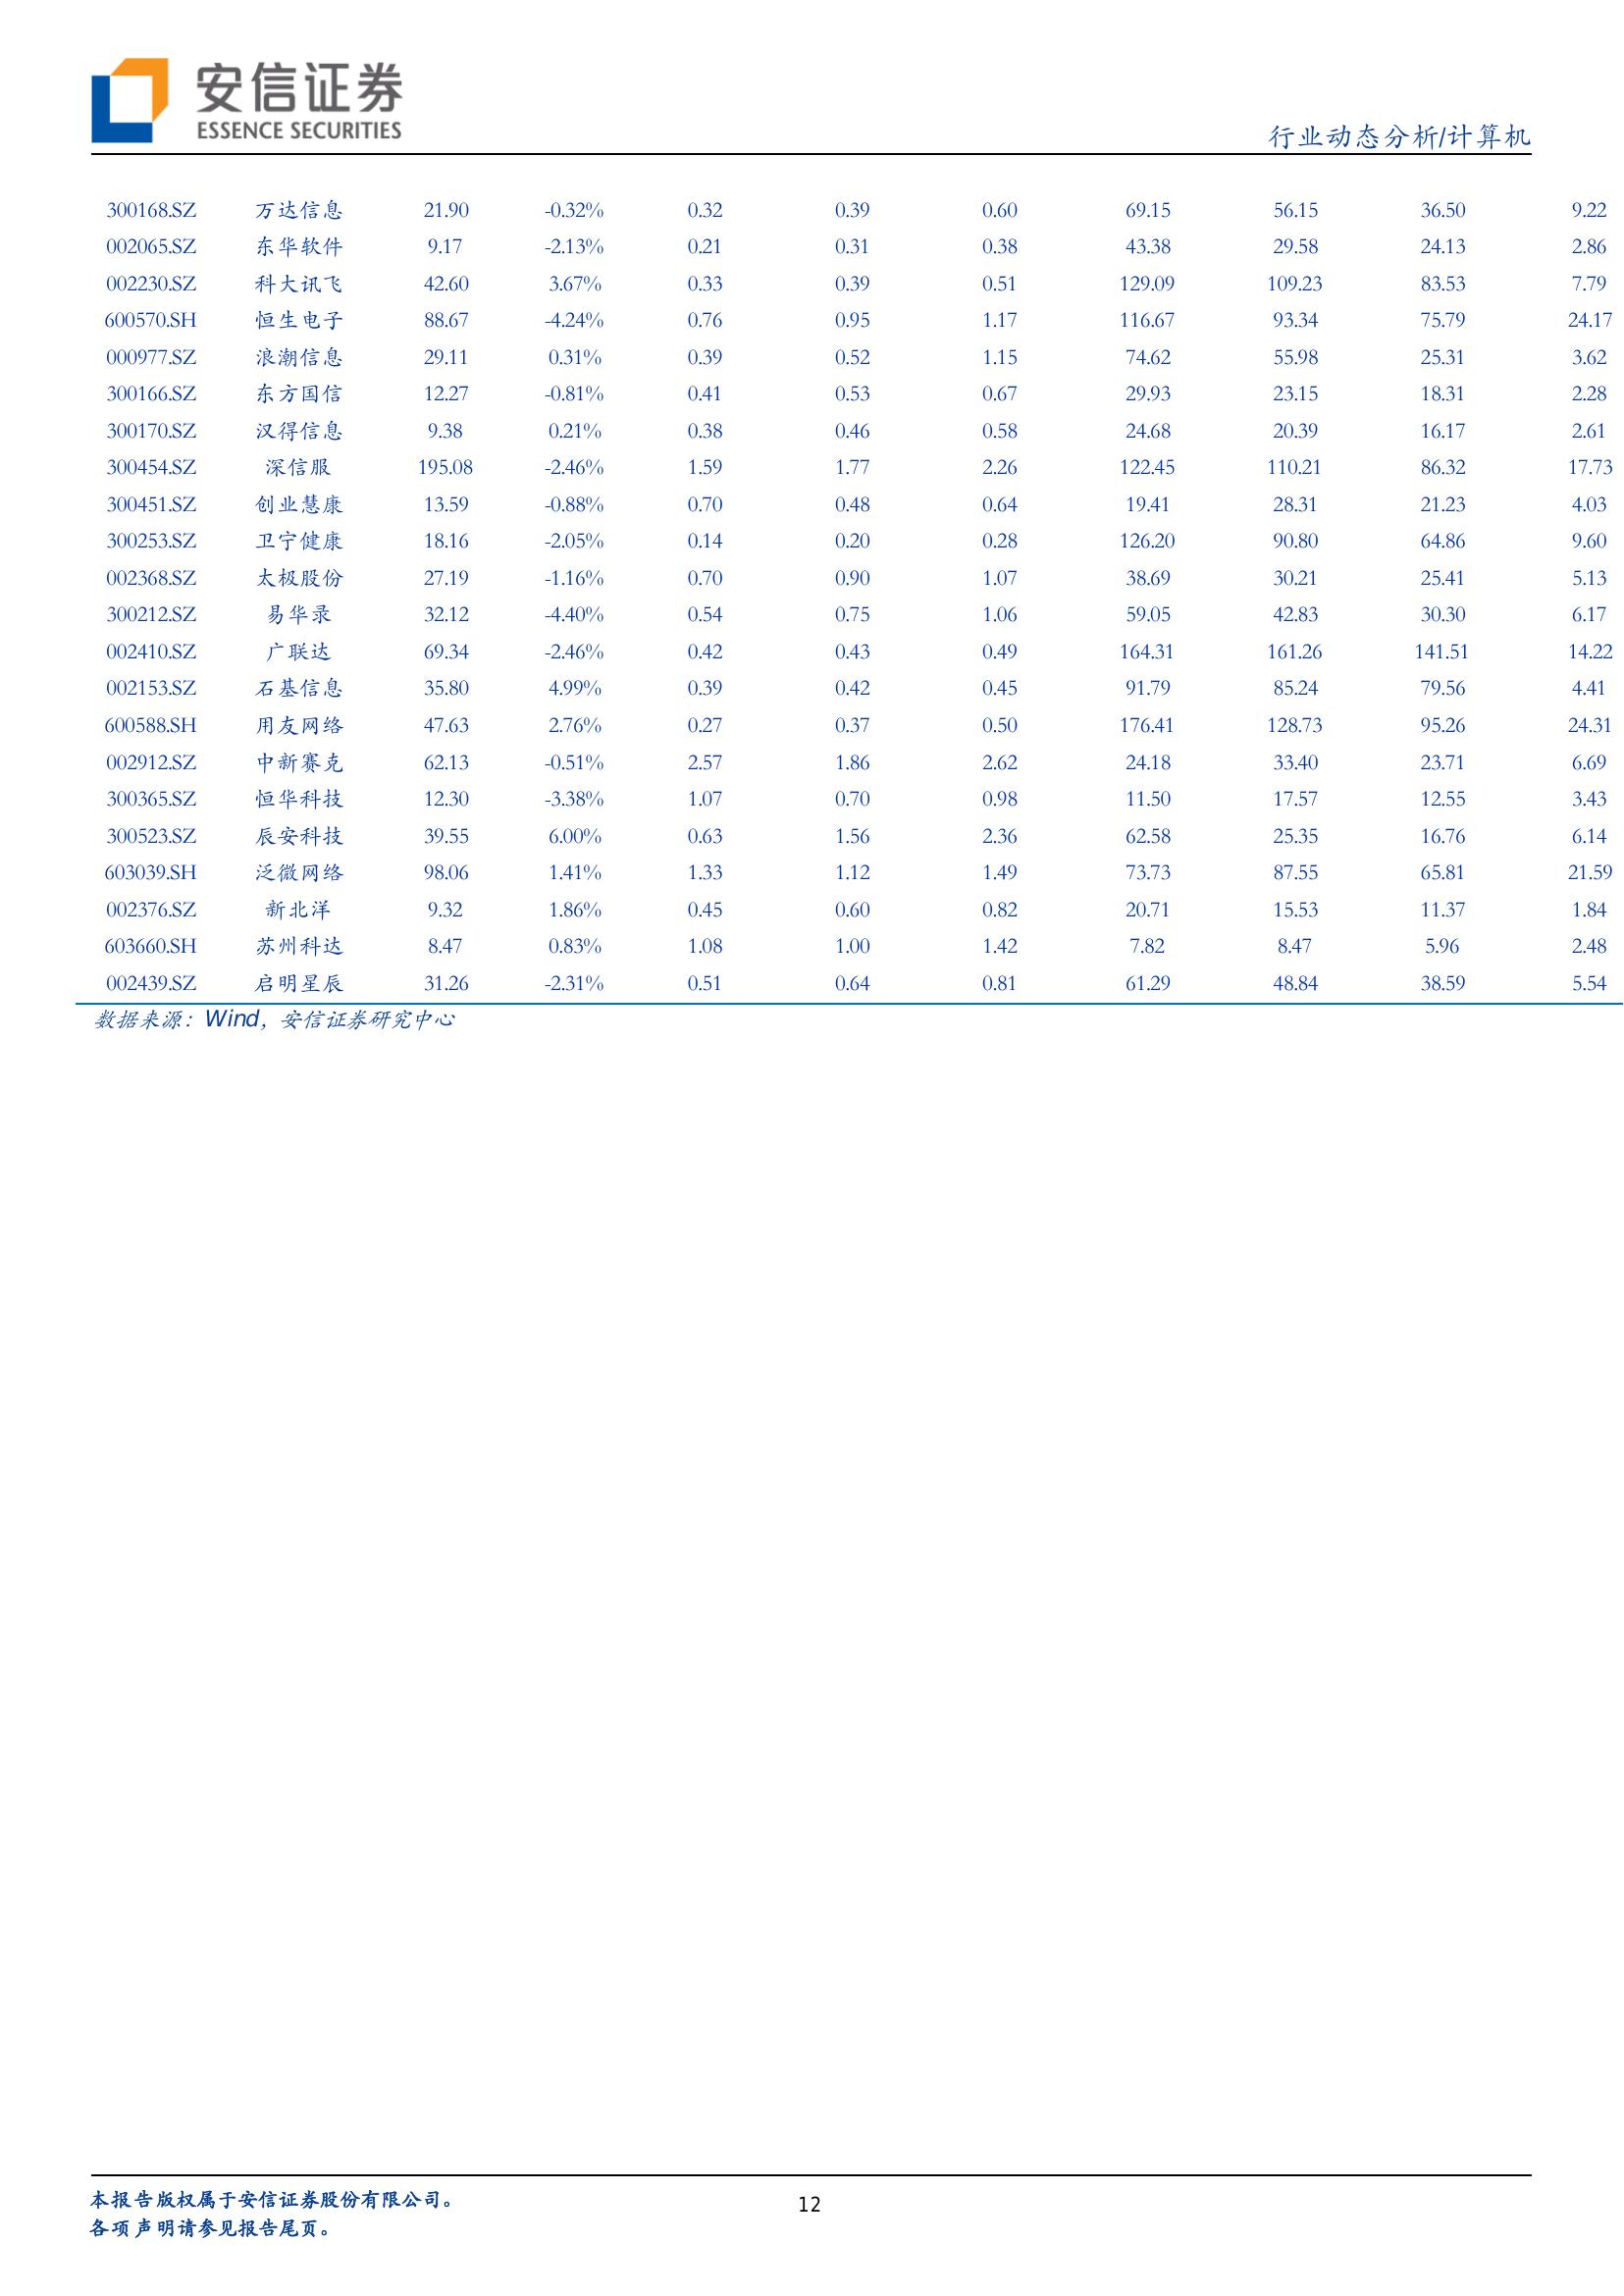 安信证券
ESSENCE SECURITIES
行业动态分析/计算机
300168.SZ 万达信息 21.90 -0.32% 0.32 0.39 0.60 69.15 56.15 36.50 9.22
002065.SZ 东华软件 9.17 -2.13% 0.21 0.31 0.38 43.38 29.58 24.13 2.86
002230.SZ 科大讯飞 42.60 3.67% 0.33 0.39 0.51 129.09 109.23 83.53 7.79
600570.SH 恒生电子 88.67 -4.24% 0.76 0.95 1.17 116.67 93.34 75.79 24.17
000977.SZ 浪潮信息 29.11 0.31% 0.39 0.52 1.15 74.62 55.98 25.31 3.62
300166.SZ 东方国信 12.27 -0.81% 0.41 0.53 0.67 29.93 23.15 18.31 2.28
300170.SZ 汉得信息 9.38 0.21% 0.38 0.46 0.58 24.68 20.39 16.17 2.61
300454.SZ 深信服 195.08 -2.46% 1.59 1.77 2.26 122.45 110.21 86.32 17.73
300451.SZ 创业慧康 13.59 -0.88% 0.70 0.48 0.64 19.41 28.31 21.23 4.03
300253.SZ 卫宁健康 18.16 -2.05% 0.14 0.20 0.28 126.20 90.80 64.86 9.60
002368.SZ 太极股份 27.19 -1.16% 0.70 0.90 1.07 38.69 30.21 25.41 5.13
300212.SZ 易华录 32.12 -4.40% 0.54 0.75 1.06 59.05 42.83 30.30 6.17
002410.SZ 广联达 69.34 -2.46% 0.42 0.43 0.49 164.31 161.26 141.51 14.22
002153.SZ 石基信息 35.80 4.99% 0.39 0.42 0.45 91.79 85.24 79.56 4.41
600588.SH 用友网络 47.63 2.76% 0.27 0.37 0.50 176.41 128.73 95.26 24.31
002912.SZ 中新赛克 62.13 -0.51% 2.57 1.86 2.62 24.18 33.40 23.71 6.69
300365.SZ 恒华科技 12.30 -3.38% 1.07 0.70 0.98 11.50 17.57 12.55 3.43
300523.SZ 辰安科技 39.55 6.00% 0.63 1.56 2.36 62.58 25.35 16.76 6.14
603039.SH 泛微网络 98.06 1.41% 1.33 1.12 1.49 73.73 87.55 65.81 21.59
002376.SZ 新北洋 9.32 1.86% 0.45 0.60 0.82 20.71 15.53 11.37 1.84
603660.SH 苏州科达 8.47 0.83% 1.08 1.00 1.42 7.82 8.47 5.96 2.48
002439.SZ 启明星辰 31.26 -2.31% 0.51 0.64 0.81 61.29 48.84 38.59 5.54
数据来源：Wind，安信证券研究中心
本报告版权属于安信证券股份有限公司。
各项声明请参见报告尾页。
12